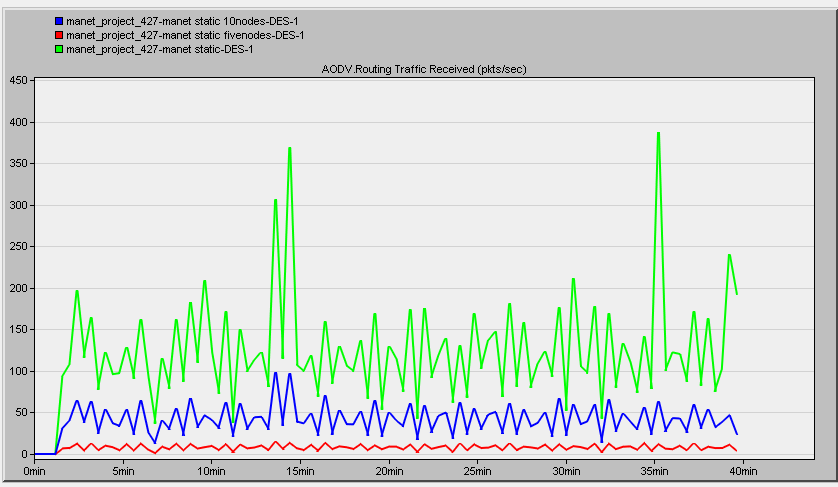 manet_project_427-manet static 10nodes-DES-1
manet_project_427-manet static fivenodes-DES-1
manet_project_427-manet static-DES-1
AODV.Routing Traffic Received (pkts/sec)
450
400
350
300
250
200
150
100
50
0
0min 5min 10min 15min 20min 25min 30min 35min 40min